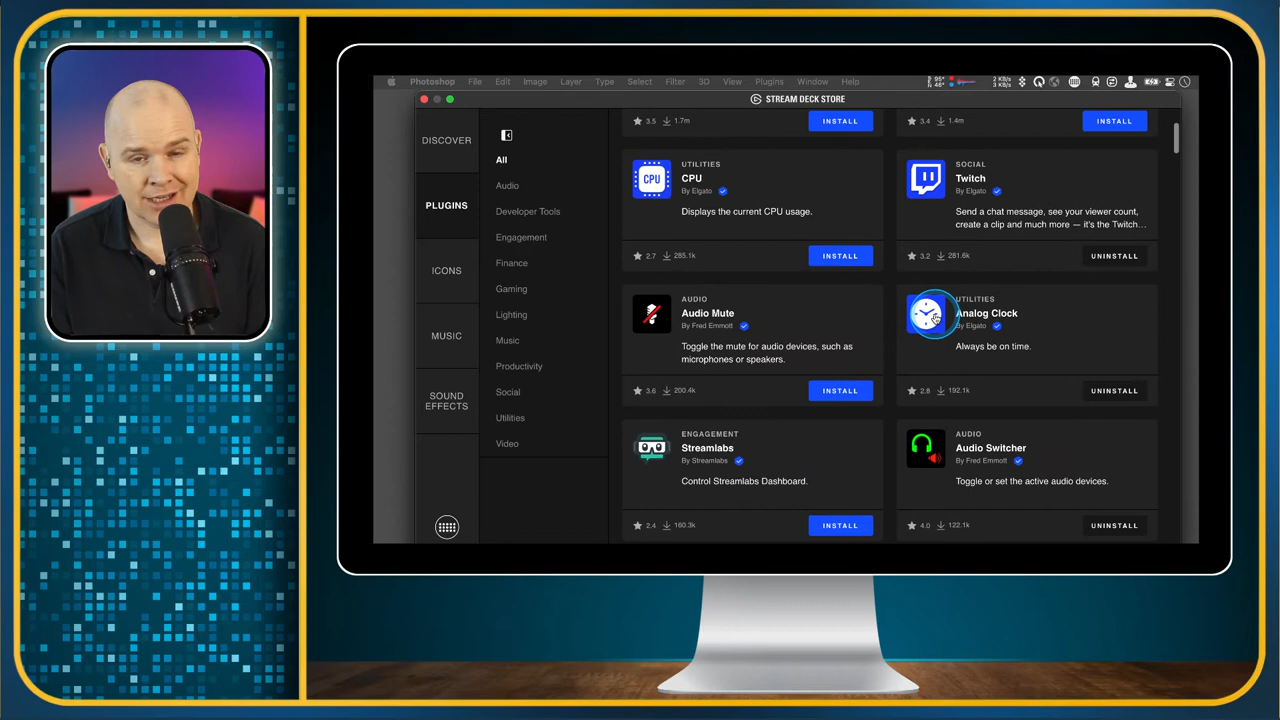 Photoshop File Edit Image Layer Type Select Filter 3D View Plugins Window Help
95° 46° 2 KB/s 3 KB/s
STREAM DECK STORE
DISCOVER
PLUGINS
ICONS
MUSIC
SOUND
EFFECTS
All
Audio
Developer Tools
Engagement
Finance
Gaming
Lighting
Music
Productivity
Social
Utilities
Video
3.5 1.7m INSTALL
3.4 1.4m INSTALL
CPU
UTILITIES
CPU
By Elgato
Displays the current CPU usage.
2.7 285.1k INSTALL
SOCIAL
Twitch
By Elgato
Send a chat message, see your viewer count,
create a clip and much more — it's the Twitch…
3.2 281.6k UNINSTALL
AUDIO
Audio Mute
By Fred Emmott
Toggle the mute for audio devices, such as
microphones or speakers.
3.6 200.4k INSTALL
UTILITIES
Analog Clock
By Elgato
Always be on time.
2.8 192.1k UNINSTALL
ENGAGEMENT
Streamlabs
By Streamlabs
Control Streamlabs Dashboard.
2.4 160.3k INSTALL
AUDIO
Audio Switcher
By Fred Emmott
Toggle or set the active audio devices.
4.0 122.1k UNINSTALL